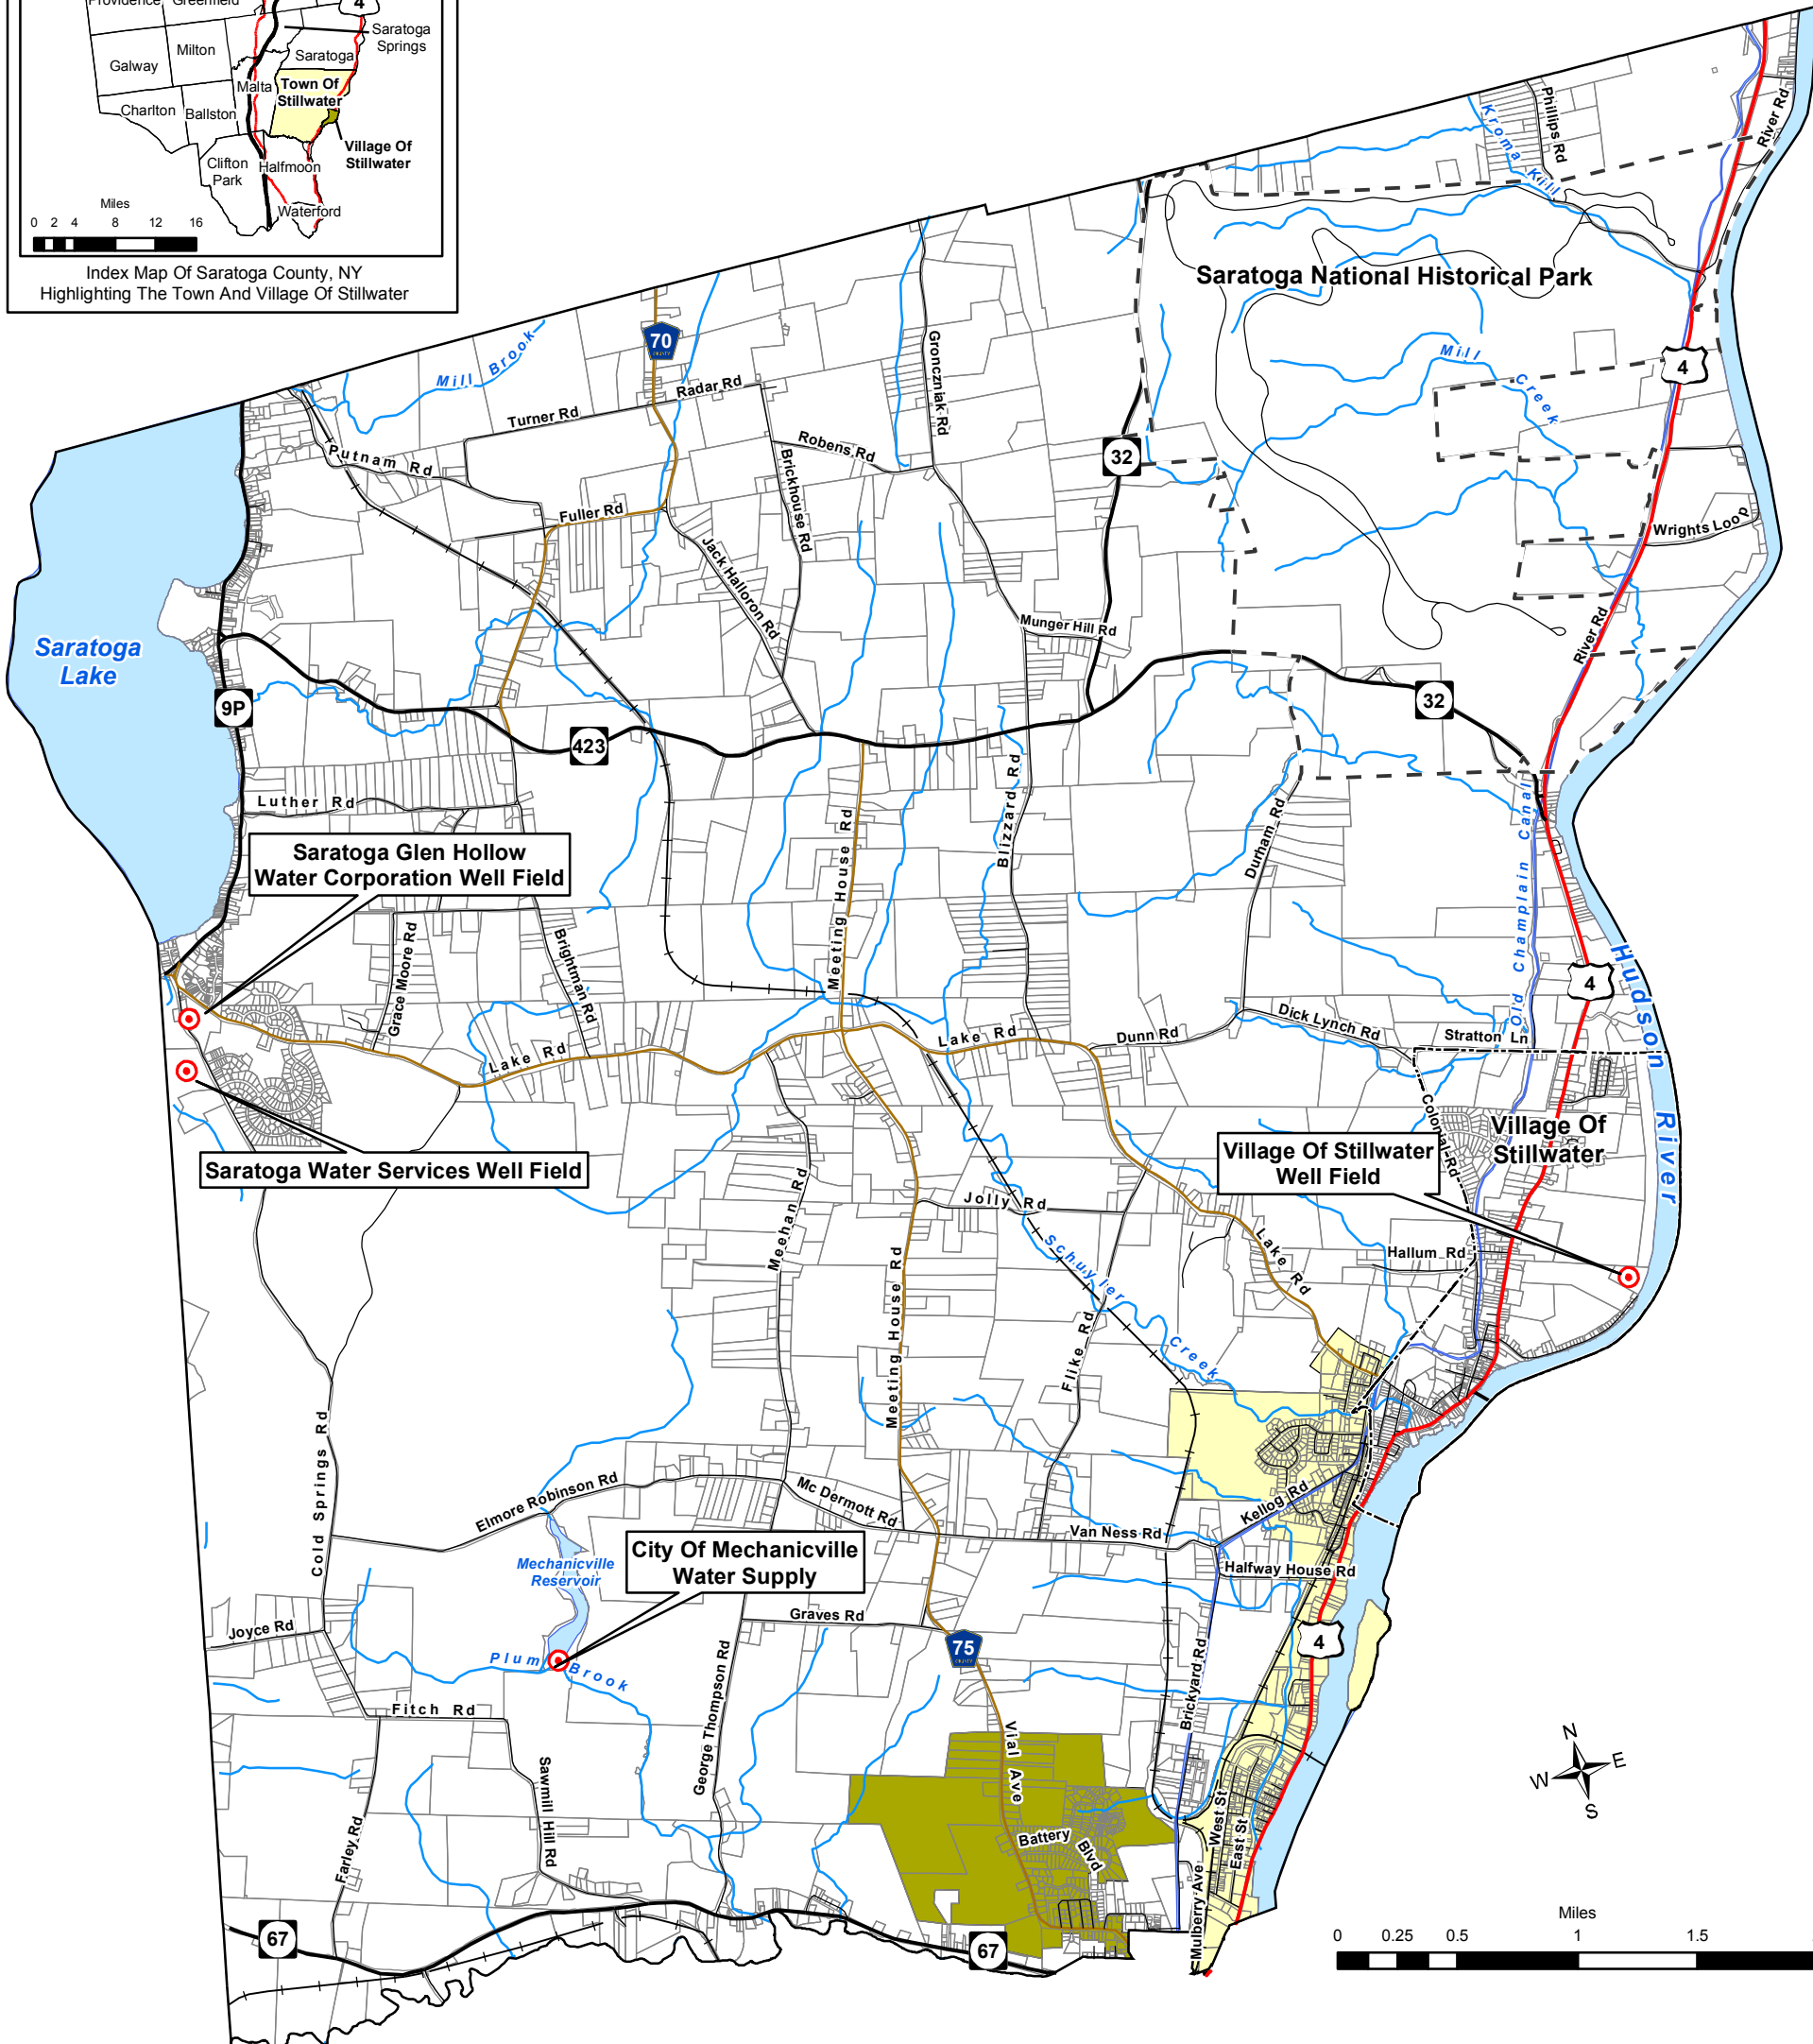 Providence
Greenfield
4
Saratoga
Springs
Milton
Saratoga
Galway
Malta
Town Of
Stillwater
Charlton
Ballston
Village Of
Stillwater
Clifton
Park
Halfmoon
Waterford
Miles
0 2 4 8 12 16
Index Map Of Saratoga County, NY
Highlighting The Town And Village Of Stillwater
Phillips Rd
River Rd
Kroma Kill
Saratoga National Historical Park
70
Mill Brook
Radar Rd
Turner Rd
Gronczniak Rd
Mill Creek
4
Putnam Rd
Robens Rd
Brickhouse Rd
32
Fuller Rd
Jack Halloron Rd
Wrights Loop
Munger Hill Rd
River Rd
Saratoga
Lake
9P
32
423
Luther Rd
Meeting House Rd
Blizzard Rd
Durham Rd
Old Champlain Canal
Saratoga Glen Hollow
Water Corporation Well Field
Grace Moore Rd
Brightman Rd
Hudson River
4
Lake Rd
Lake Rd
Dunn Rd
Dick Lynch Rd
Stratton Ln
Colonial Rd
Village Of
Stillwater
Saratoga Water Services Well Field
Village Of Stillwater
Well Field
Meehan Rd
Jolly Rd
Schuyler Creek
Lake Rd
Hallum Rd
Meeting House Rd
Flike Rd
Cold Springs Rd
Elmore Robinson Rd
Mc Dermott Rd
Kellog Rd
Van Ness Rd
Mechanicville
Reservoir
City Of Mechanicville
Water Supply
Halfway House Rd
Joyce Rd
Graves Rd
75
4
Plum Brook
George Thompson Rd
Brickyard Rd
Fitch Rd
Vial Ave
Sawmill Hill Rd
Farley Rd
Battery Blvd
West St
East St
Mulberry Ave
N
E
W
S
67
67
Miles
0 0.25 0.5 1 1.5